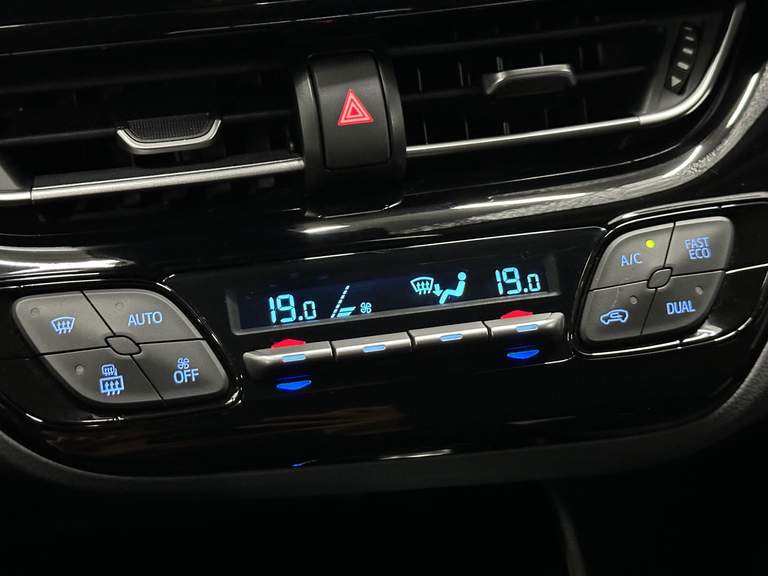 19.0
19.0
AUTO
OFF
A/C
FAST
ECO
DUAL